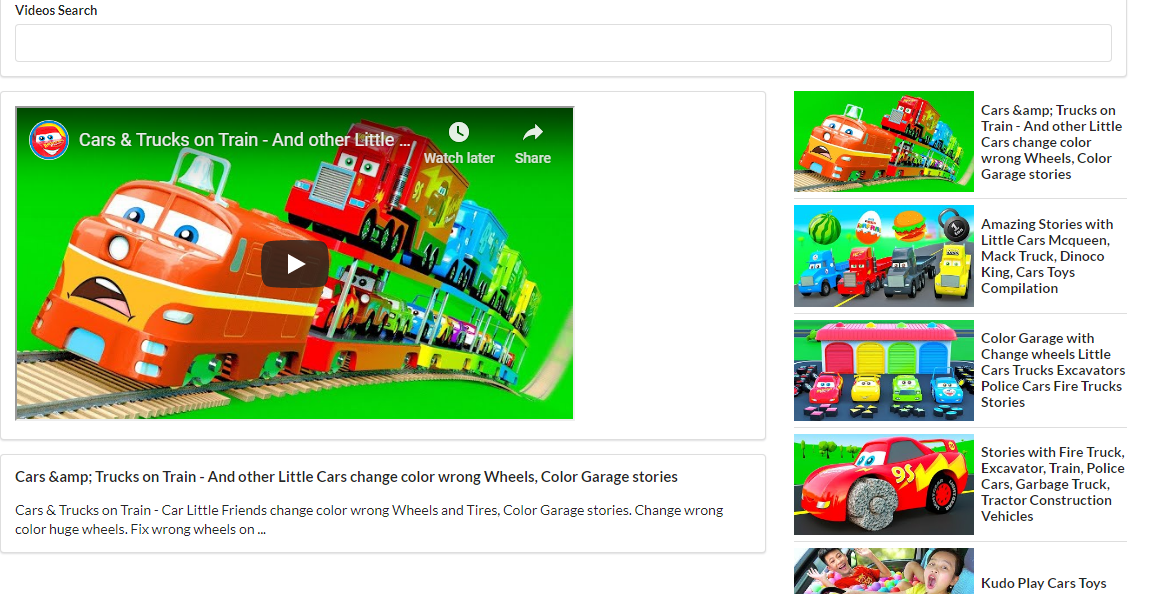 Videos Search
Cars & Trucks on Train - And other Little ...
Watch later
Share
Cars &amp; Trucks on Train - And other Little Cars change color wrong Wheels, Color Garage stories
Cars & Trucks on Train - Car Little Friends change color wrong Wheels and Tires, Color Garage stories. Change wrong
color huge wheels. Fix wrong wheels on ...
Cars &amp; Trucks on
Train - And other Little
Cars change color
wrong Wheels, Color
Garage stories
Amazing Stories with
Little Cars Mcqueen,
Mack Truck, Dinoco
King, Cars Toys
Compilation
Color Garage with
Change wheels Little
Cars Trucks Excavators
Police Cars Fire Trucks
Stories
95
Stories with Fire Truck,
Excavator, Train, Police
Cars, Garbage Truck,
Tractor Construction
Vehicles
Kudo Play Cars Toys